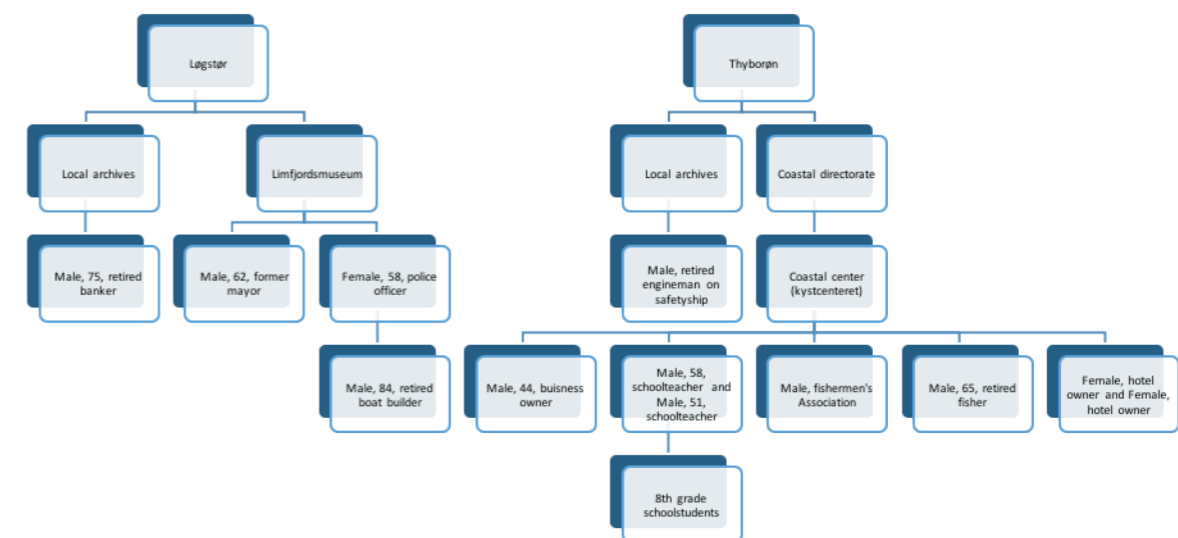 Løgstør
Thyborøn
Local archives
Limfjordsmuseum
Local archives
Coastal directorate
Male, 75, retired
banker
Male, 62, former
mayor
Female, 58, police
officer
Male, retired
engineman on
safetyship
Coastal center
(kystcenteret)
Male, 84, retired
boat builder
Male, 44, buisness
owner
Male, 58,
schoolteacher and
Male, 51,
schoolteacher
Male, fishermen's
Association
Male, 65, retired
fisher
Female, hotel
owner and Female,
hotel owner
8th grade
schoolstudents